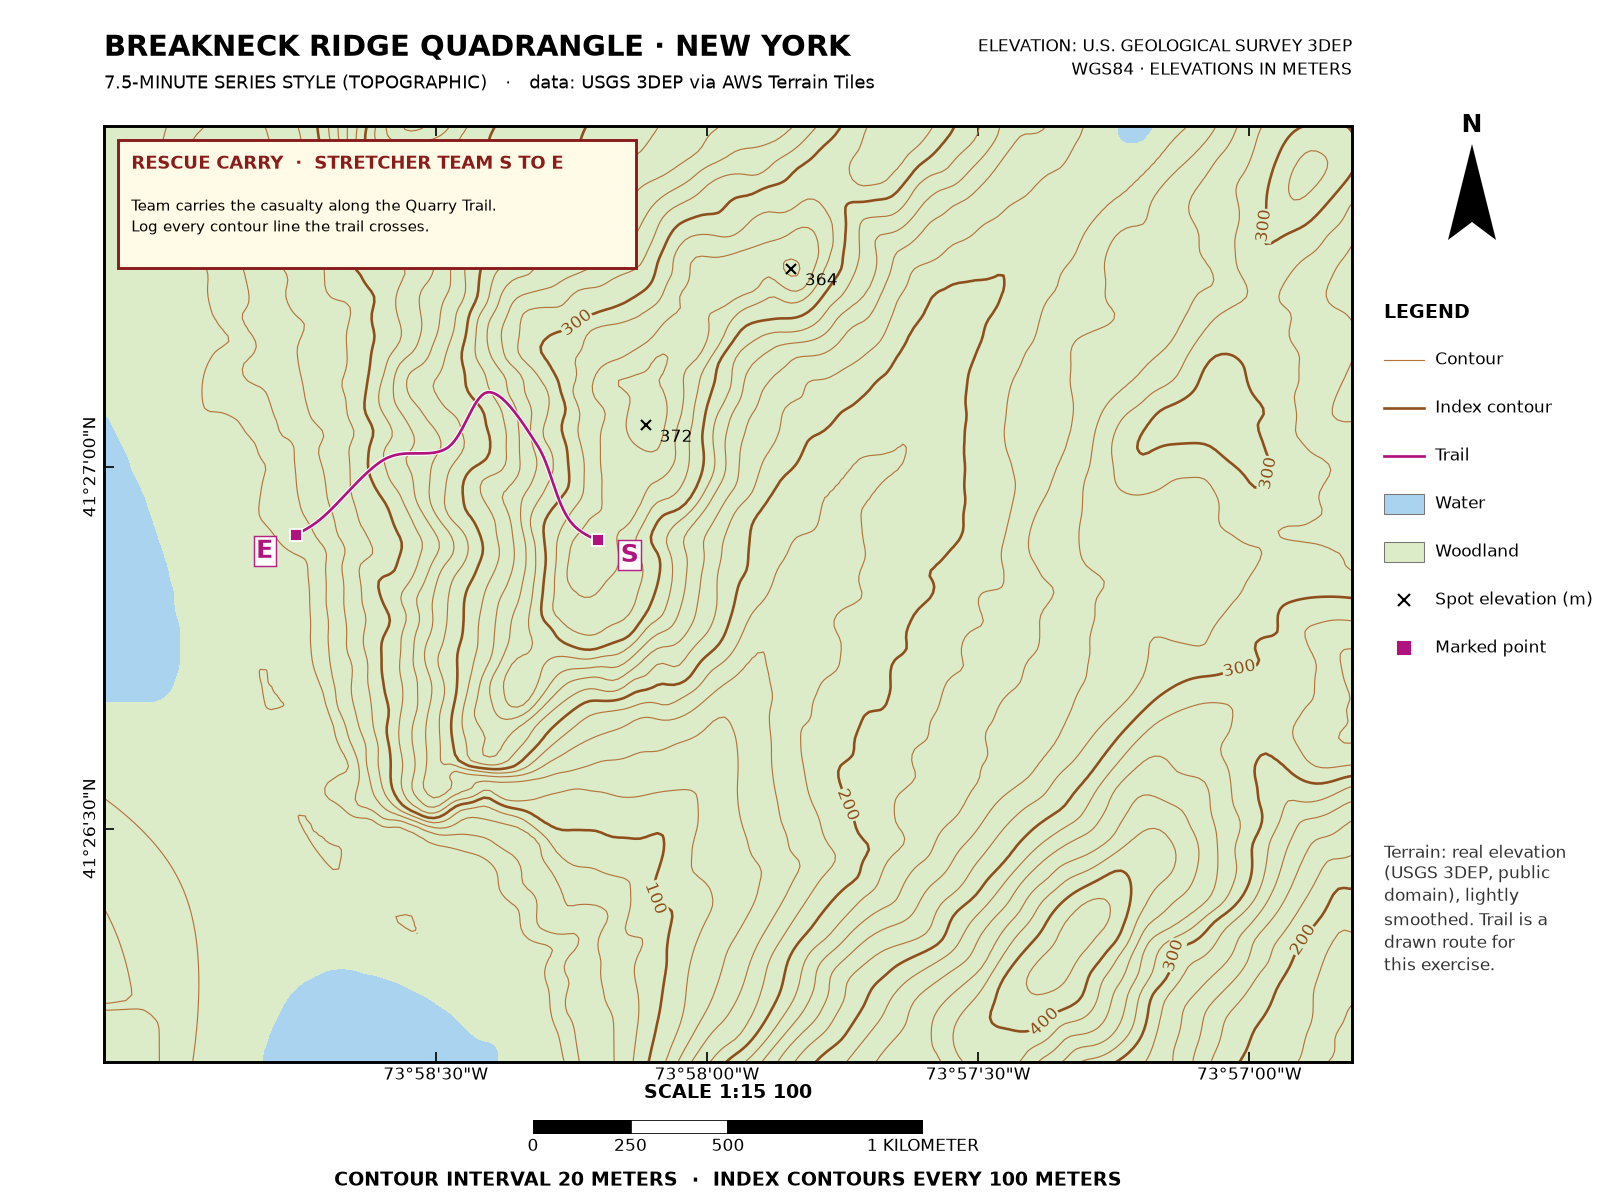 BREAKNECK RIDGE QUADRANGLE · NEW YORK
7.5-MINUTE SERIES STYLE (TOPOGRAPHIC) · data: USGS 3DEP via AWS Terrain Tiles
ELEVATION: U.S. GEOLOGICAL SURVEY 3DEP
WGS84 · ELEVATIONS IN METERS
RESCUE CARRY · STRETCHER TEAM S TO E
Team carries the casualty along the Quarry Trail.
Log every contour line the trail crosses.
N
LEGEND
Contour
Index contour
Trail
Water
Woodland
Spot elevation (m)
Marked point
Terrain: real elevation
(USGS 3DEP, public
domain), lightly
smoothed. Trail is a
drawn route for
this exercise.
300
364
300
372
300
E
S
300
200
100
300
200
400
41°27'00"N
41°26'30"N
73°58'30"W
73°58'00"W
73°57'30"W
73°57'00"W
SCALE 1:15 100
0
250
500
1 KILOMETER
CONTOUR INTERVAL 20 METERS · INDEX CONTOURS EVERY 100 METERS